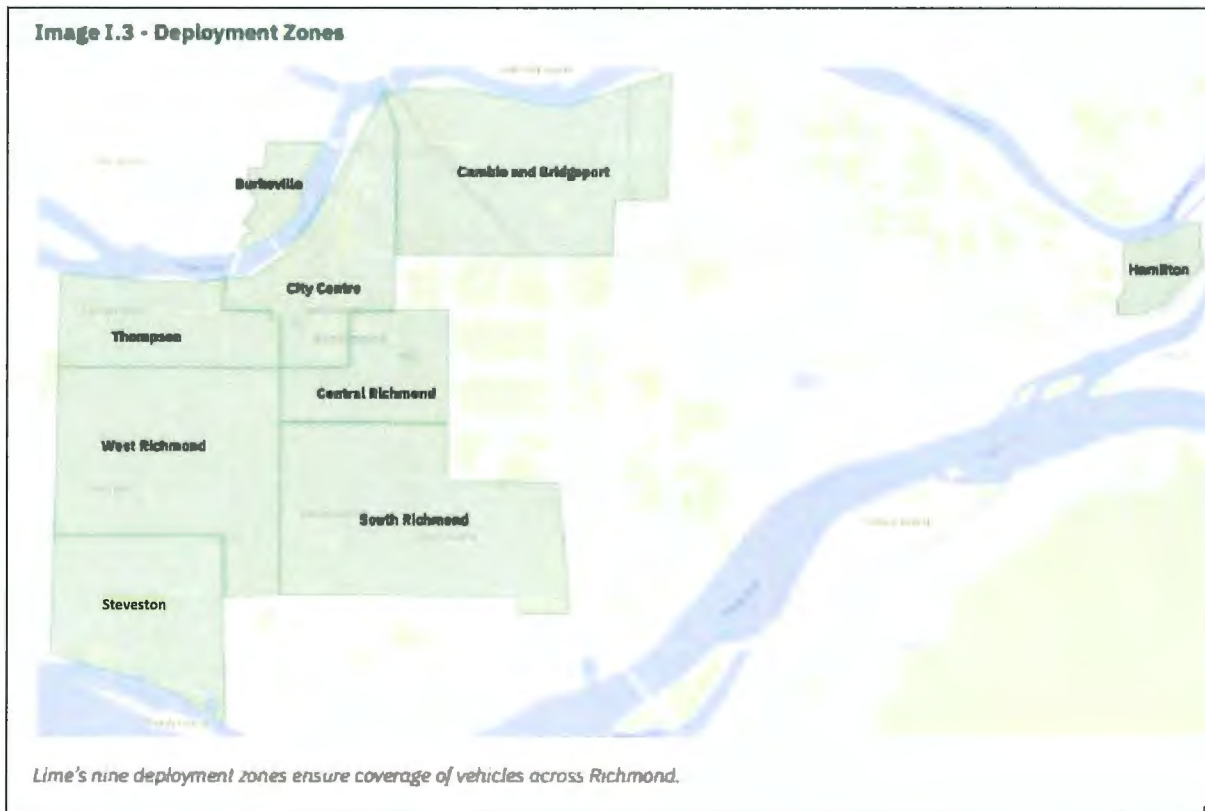 Image I.3 - Deployment Zones
Burkeville
Cambie and Bridgeport
Hamilton
City Centre
Thompson
Central Richmond
West Richmond
South Richmond
Steveston
Lime's nine deployment zones ensure coverage of vehicles across Richmond.